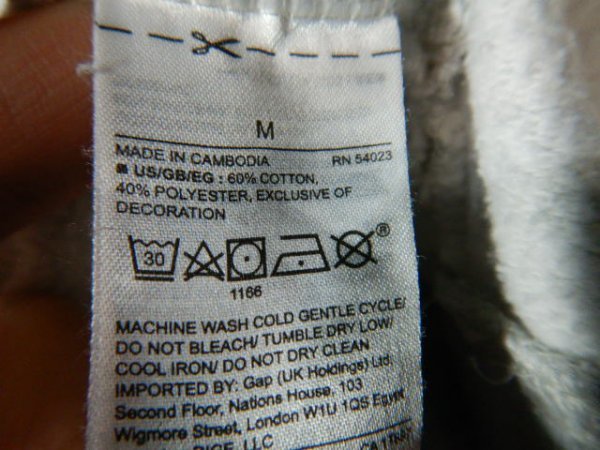 M
MADE IN CAMBODIA RN 54023
■ US/GB/EG : 60% COTTON,
40% POLYESTER, EXCLUSIVE OF
DECORATION
30 ®
1166
MACHINE WASH COLD GENTLE CYCLE/
DO NOT BLEACH/ TUMBLE DRY LOW/
COOL IRON/ DO NOT DRY CLEAN
IMPORTED BY: Gap (UK Holdings) Ltd,
Second Floor, Nations House, 103
Wigmore Street, London W1U 1QS Egypt
LLC